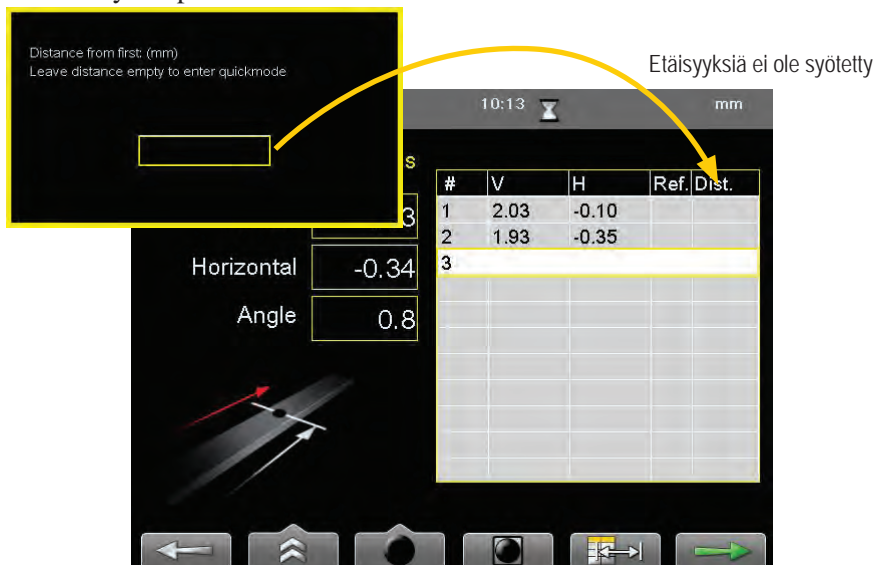 Distance from first: (mm)
Leave distance empty to enter quickmode
Etäisyyksiä ei ole syötetty
10:13 mm
s
# V H Ref. Dist.
1 2.03 -0.10
2 1.93 -0.35
3
3
Horizontal -0.34
Angle 0.8